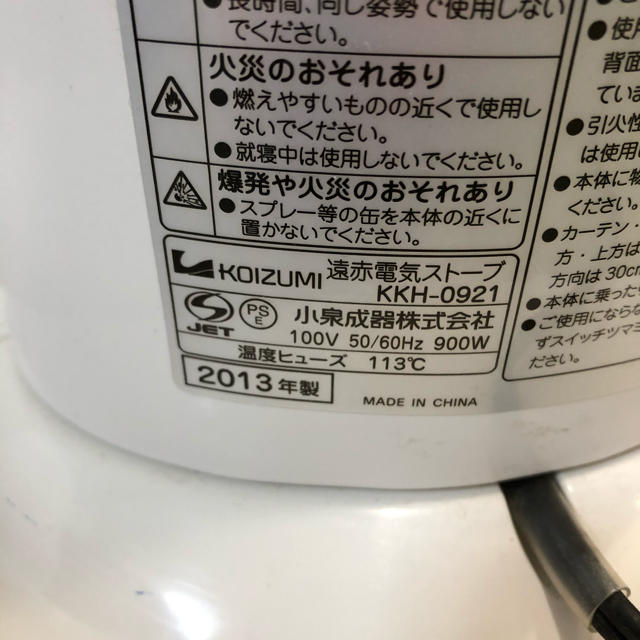 ●長時間、同じ姿勢で使用しない
でください。
火災のおそれあり
●燃えやすいものの近くで使用し
ないでください。
●就寝中は使用しないでください。
爆発や火災のおそれあり
●スプレー等の缶を本体の近くに
置かないでください。
KOIZUMI 遠赤電気ストーブ
KKH-0921
JET PSE 小泉成器株式会社
100V 50/60Hz 900W
温度ヒューズ 113℃
2013年製
MADE IN CHINA
●使用
背面
ていま
●引火性
は使用し
●本体に物
ください。
●カーテン・
方・上方は
方向は30cm
●本体に乗った
●ご使用にならな
ずスイッチツマミ
ださい。